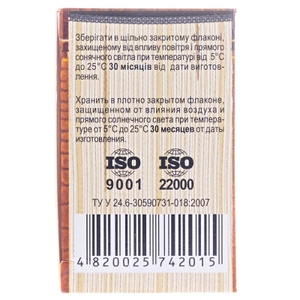 Зберігати в щільно закритому флаконі,
захищеному від впливу повітря і прямого
сонячного світла при температурі від
5°С до 25°С 30 місяців від дати виготов-
лення.
Хранить в плотно закрытом флаконе,
защищенном от влияния воздуха и
прямого солнечного света при темпера-
туре от 5°С до 25°С 30 месяцев от даты
изготовления.
ISO ISO
9001 22000
ТУ У 24.6-30590731-018:2007
4 820025 742015